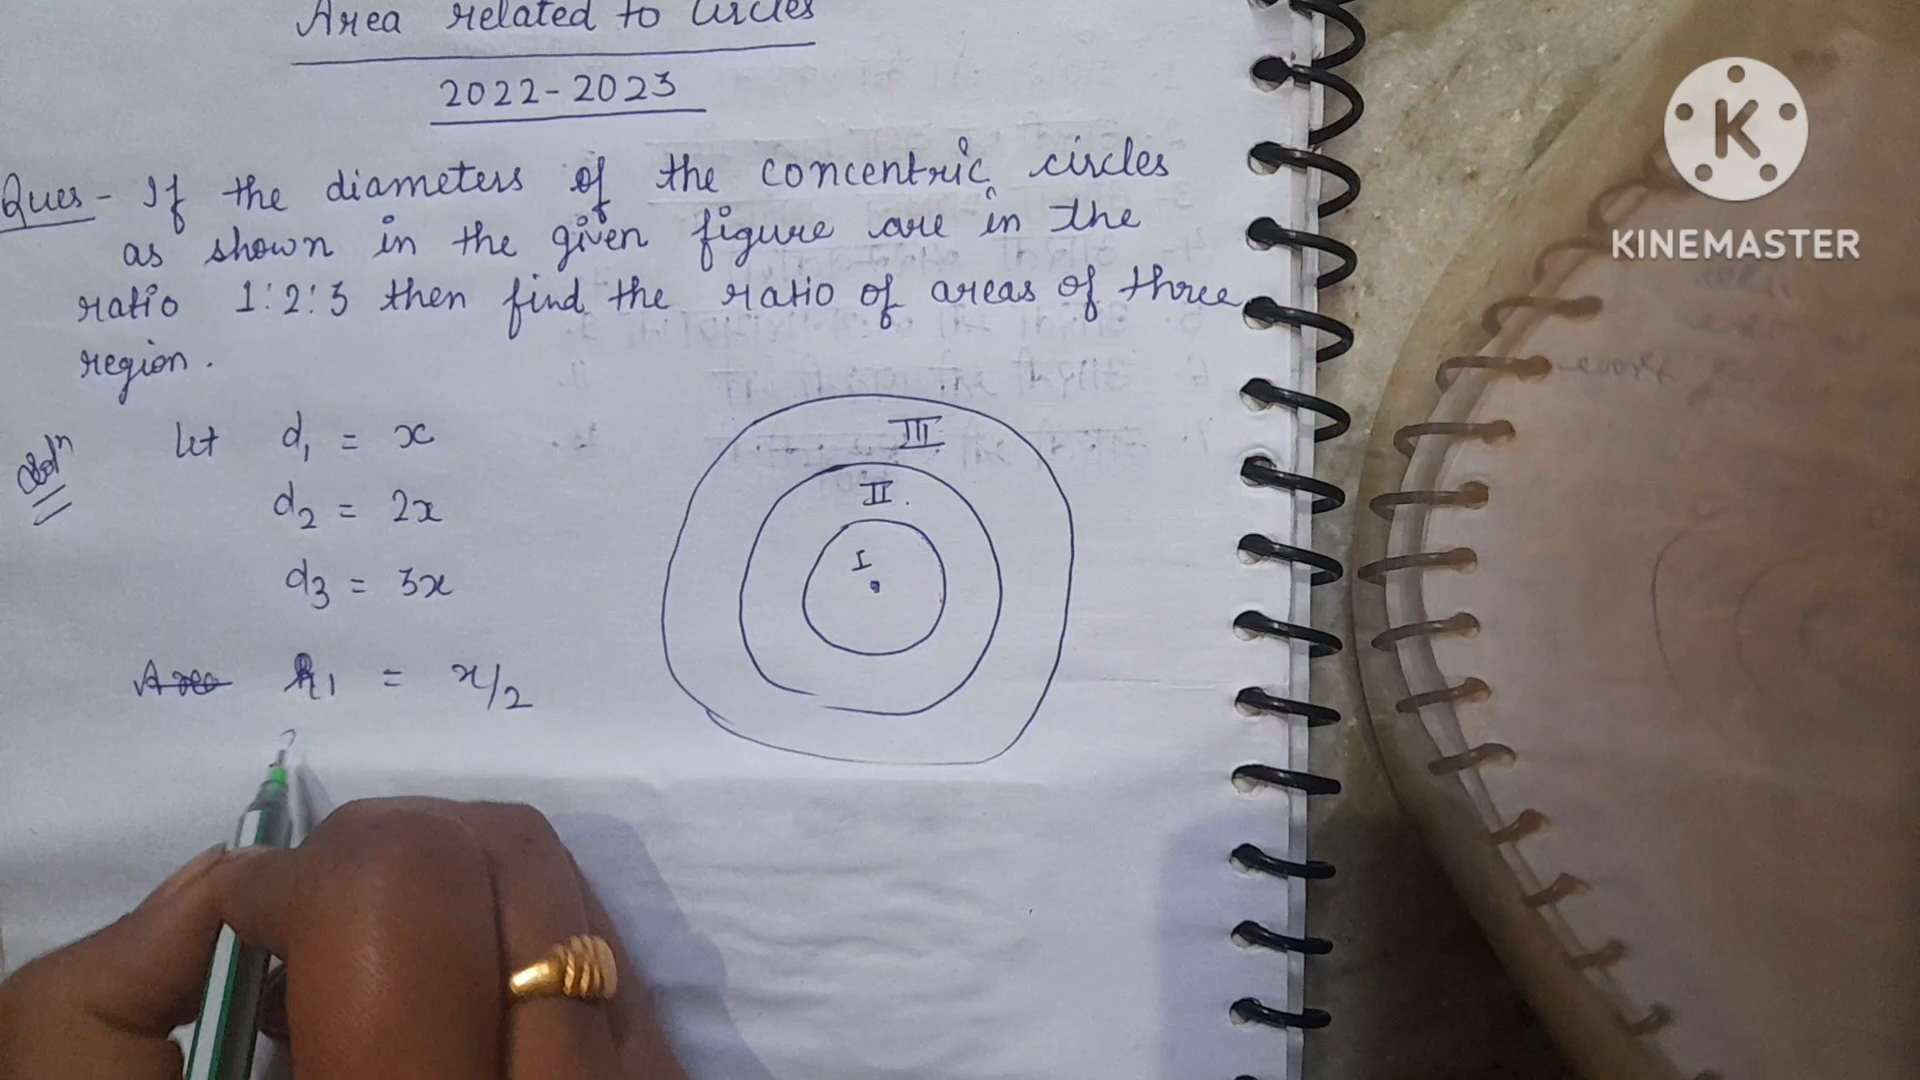 Area related to Circles
2022-2023
Ques - If the diameters of the concentric circles
as shown in the given figure are in the
ratio 1:2:3 then find the ratio of areas of three
region.
Soln
Let d1 = x
d2 = 2x
d3 = 3x
Area r1 = x/2
III
II
I
K
KINEMASTER